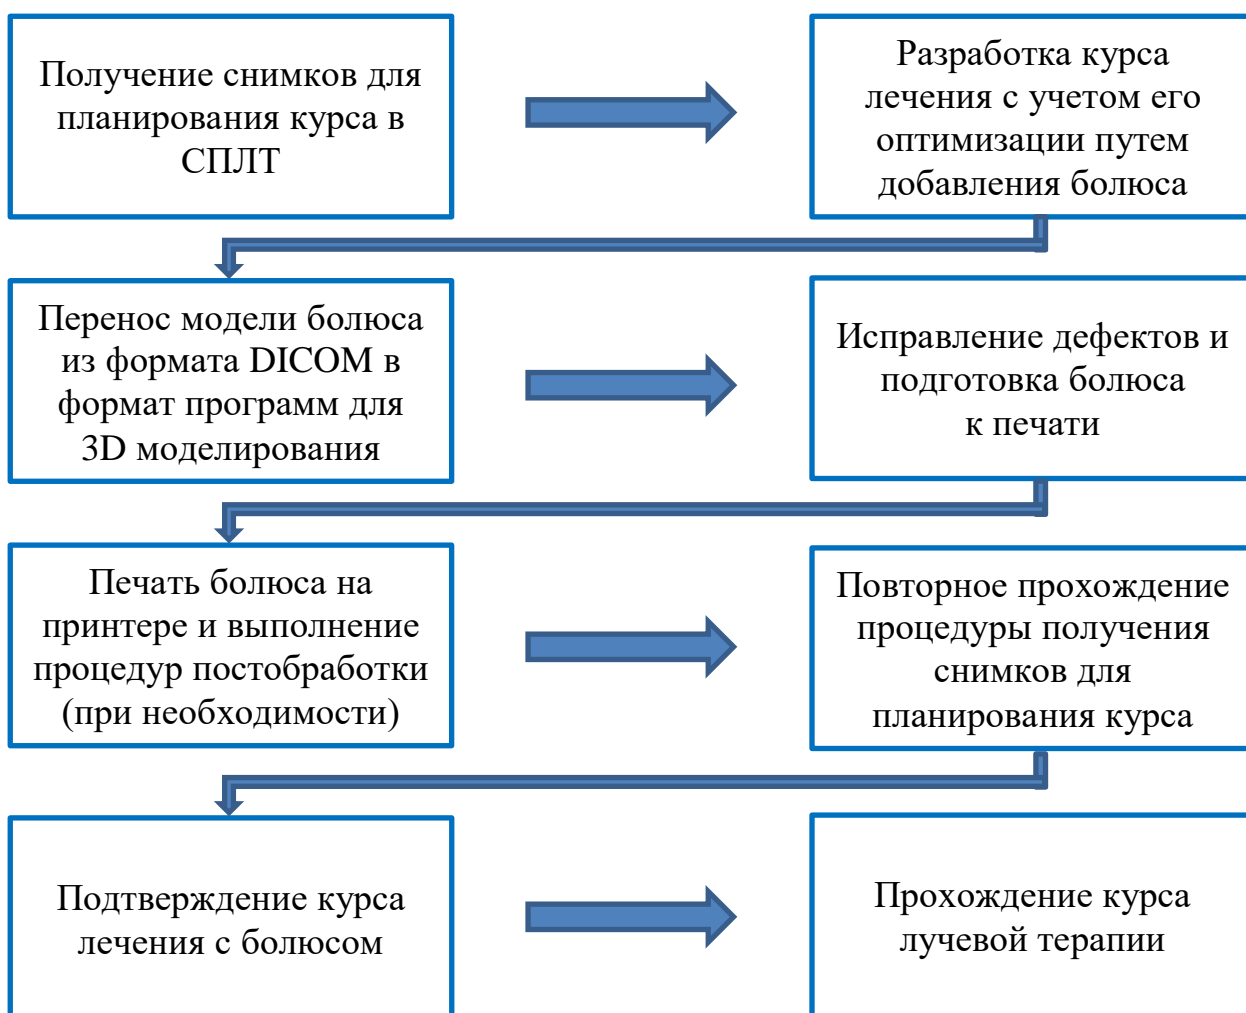 Получение снимков для
планирования курса в
СПЛТ
Разработка курса
лечения с учетом его
оптимизации путем
добавления болюса
Перенос модели болюса
из формата DICOM в
формат программ для
3D моделирования
Исправление дефектов и
подготовка болюса
к печати
Печать болюса на
принтере и выполнение
процедур постобработки
(при необходимости)
Повторное прохождение
процедуры получения
снимков для
планирования курса
Подтверждение курса
лечения с болюсом
Прохождение курса
лучевой терапии